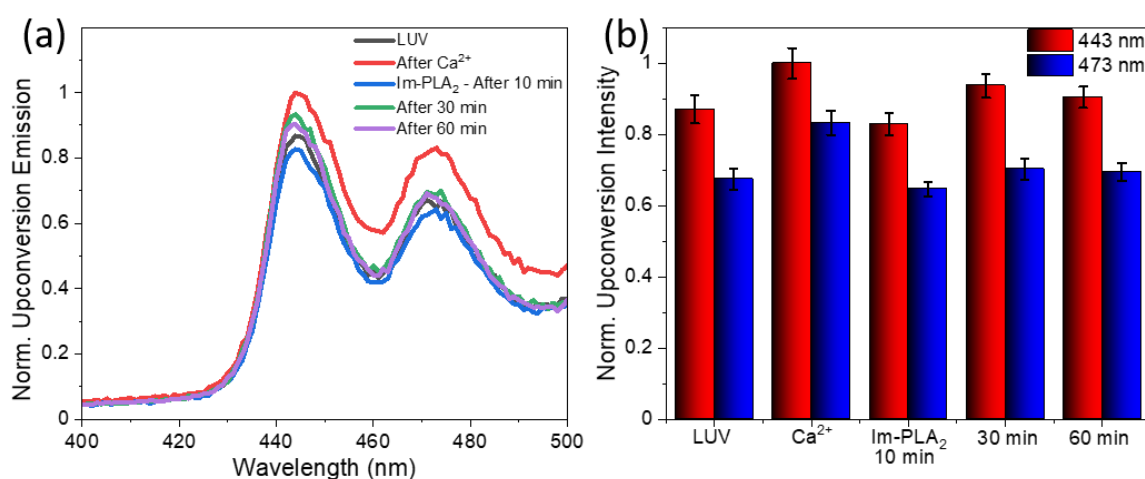 (a)
LUV
After Ca²⁺
Im-PLA₂ - After 10 min
After 30 min
After 60 min
Norm. Upconversion Emission
1
0.8
0.6
0.4
0.2
0
400
420
440
460
480
500
Wavelength (nm)
(b)
443 nm
473 nm
Norm. Upconversion Intensity
1
0.8
0.6
0.4
0.2
0
LUV
Ca²⁺
Im-PLA₂
10 min
30 min
60 min